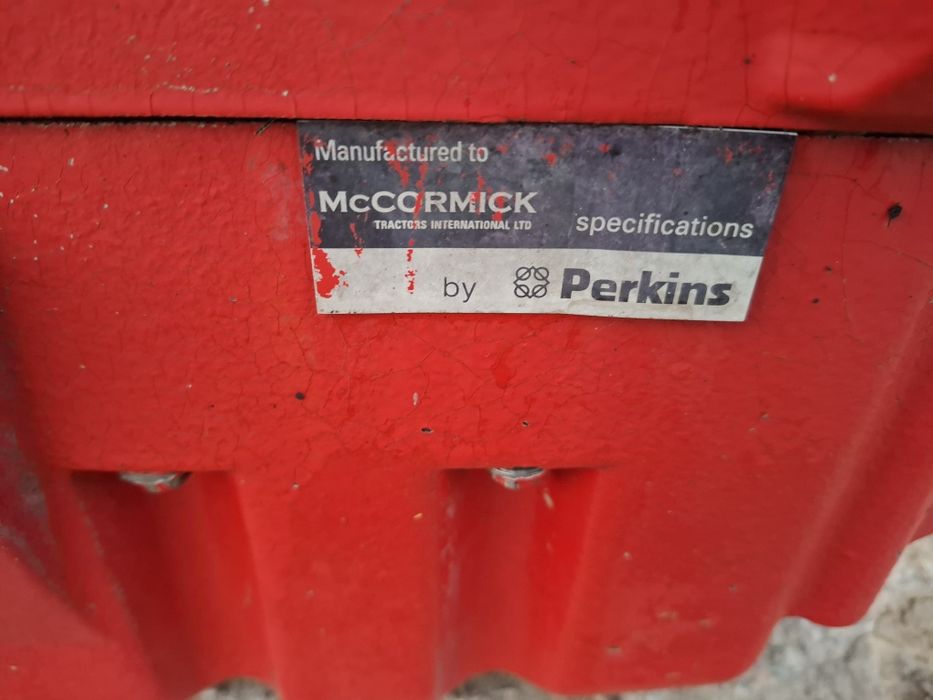 Manufactured to
McCORMICK
TRACTORS INTERNATIONAL LTD
specifications
by Perkins